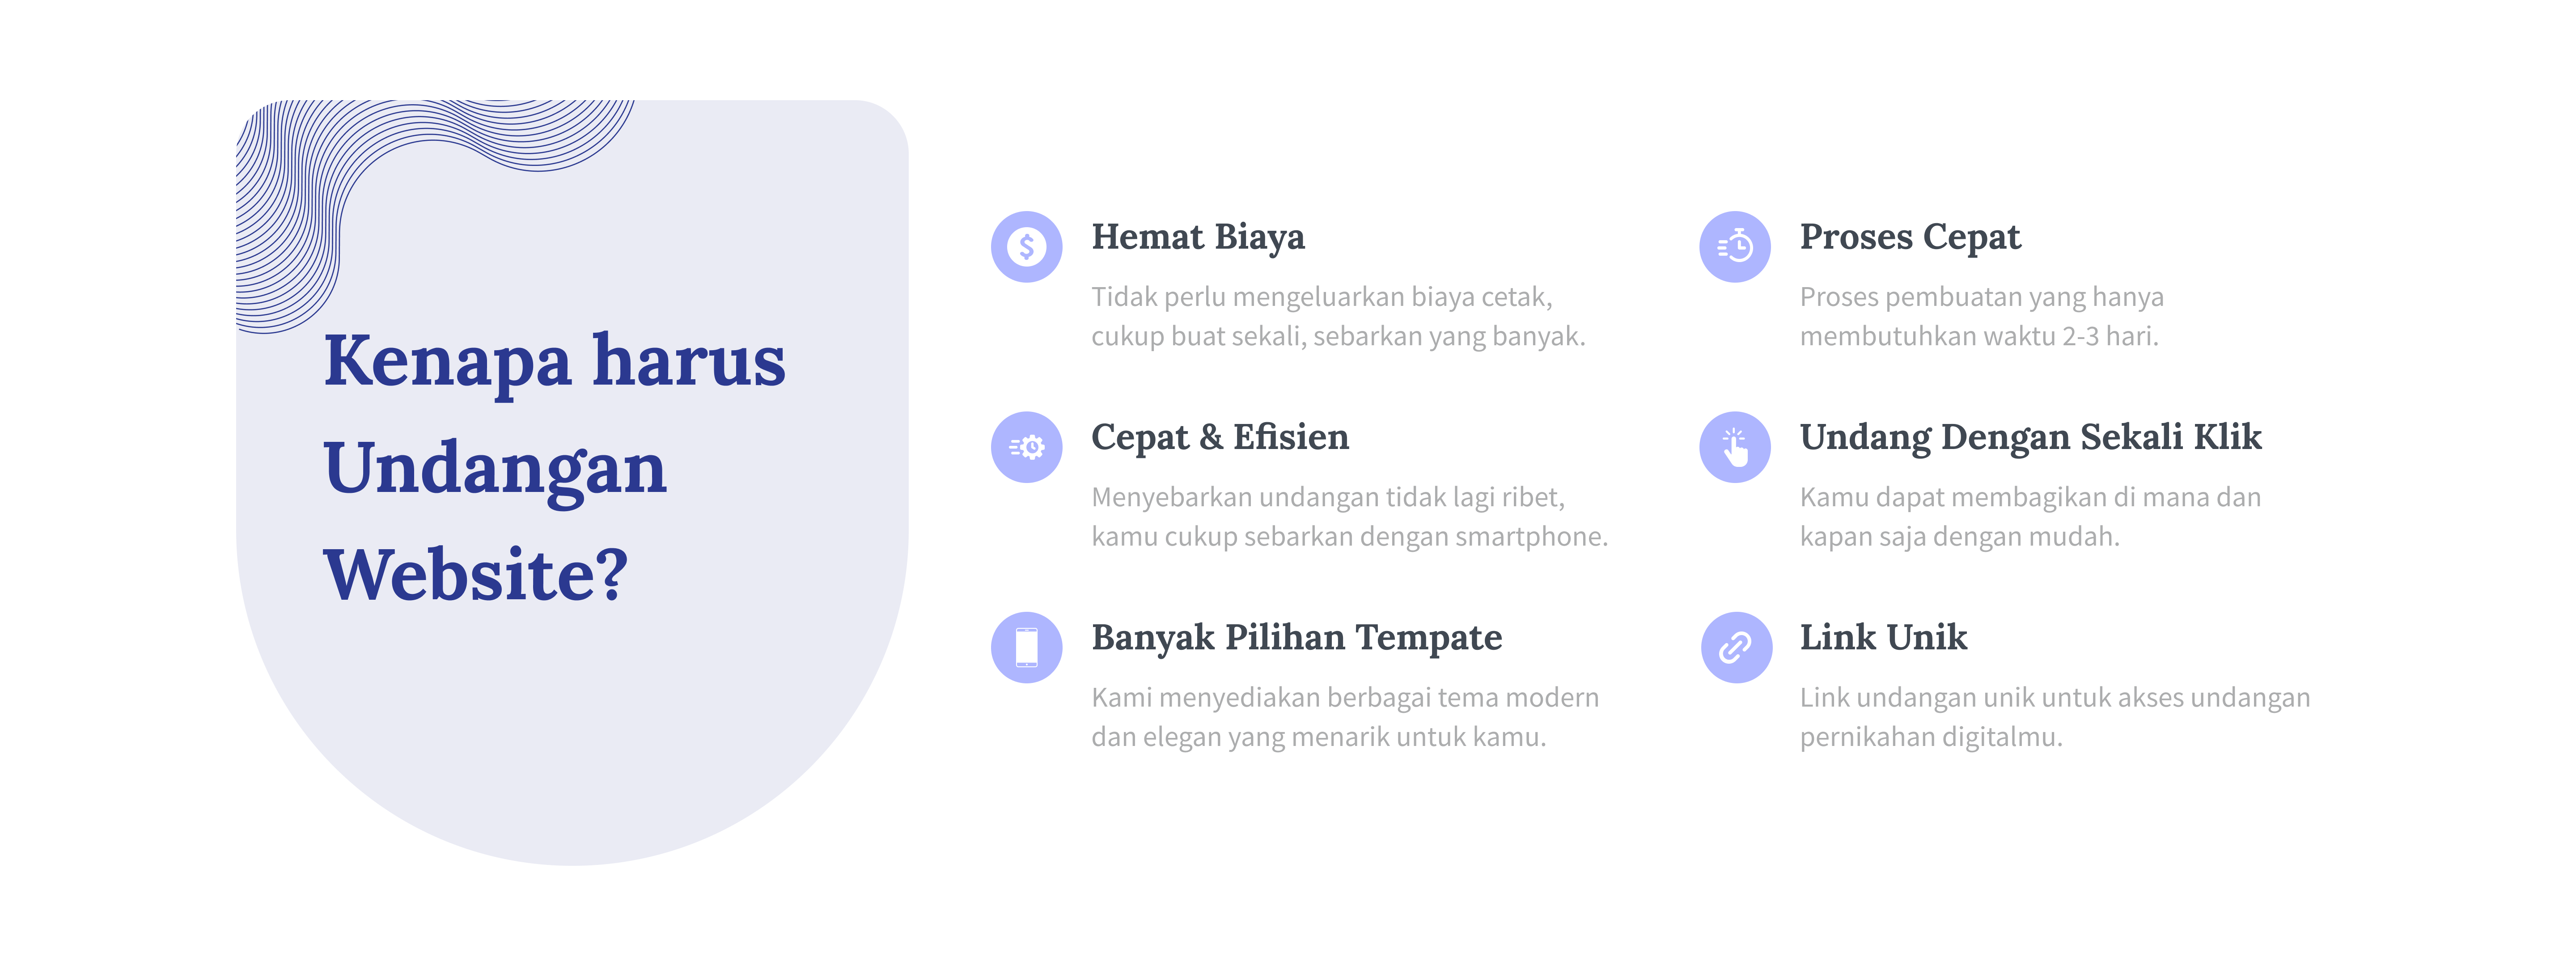 Kenapa harus
Undangan
Website?
Hemat Biaya
Tidak perlu mengeluarkan biaya cetak,
cukup buat sekali, sebarkan yang banyak.
Proses Cepat
Proses pembuatan yang hanya
membutuhkan waktu 2-3 hari.
Cepat & Efisien
Menyebarkan undangan tidak lagi ribet,
kamu cukup sebarkan dengan smartphone.
Undang Dengan Sekali Klik
Kamu dapat membagikan di mana dan
kapan saja dengan mudah.
Banyak Pilihan Tempate
Kami menyediakan berbagai tema modern
dan elegan yang menarik untuk kamu.
Link Unik
Link undangan unik untuk akses undangan
pernikahan digitalmu.